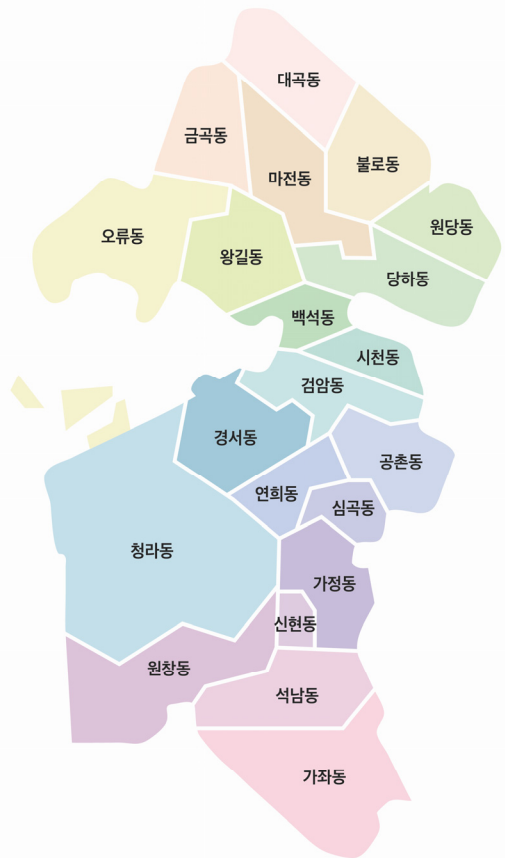 대곡동
금곡동
불로동
마전동
원당동
오류동
왕길동
당하동
백석동
시천동
검암동
경서동
공촌동
연희동
심곡동
청라동
가정동
신현동
원창동
석남동
가좌동